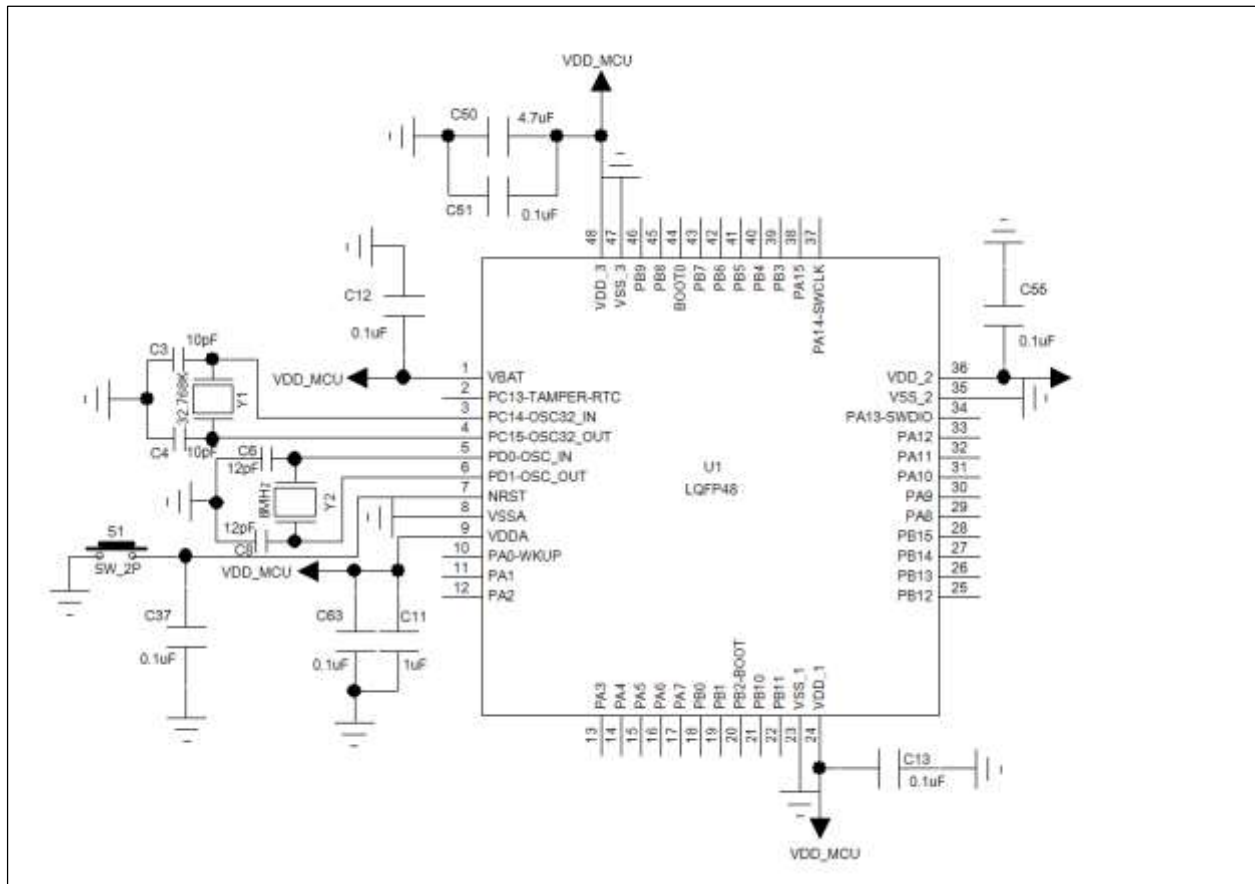 VDD_MCU
C50
4.7uF
C51
0.1uF
48
47
46
45
44
43
42
41
40
39
38
37
VDD_3
VSS_3
PB9
PB8
BOOT0
PB7
PB6
PB5
PB4
PB3
PA15
PA14-SWCLK
C12
0.1uF
C55
0.1uF
C3
10pF
32.768K
Y1
C4
10pF
VDD_MCU
1 VBAT
2 PC13-TAMPER-RTC
3 PC14-OSC32_IN
4 PC15-OSC32_OUT
5 PD0-OSC_IN
6 PD1-OSC_OUT
7 NRST
8 VSSA
9 VDDA
10 PA0-WKUP
11 PA1
12 PA2
U1
LQFP48
VDD_2 36
VSS_2 35
PA13-SWDIO 34
PA12 33
PA11 32
PA10 31
PA9 30
PA8 29
PB15 28
PB14 27
PB13 26
PB12 25
C6
12pF
Y2
12pF
C8
S1
SW_2P
VDD_MCU
C37
0.1uF
C63
0.1uF
C11
1uF
PA3
PA4
PA5
PA6
PA7
PB0
PB1
PB2-BOOT
PB10
PB11
VSS_1
VDD_1
13
14
15
16
17
18
19
20
21
22
23
24
C13
0.1uF
VDD_MCU